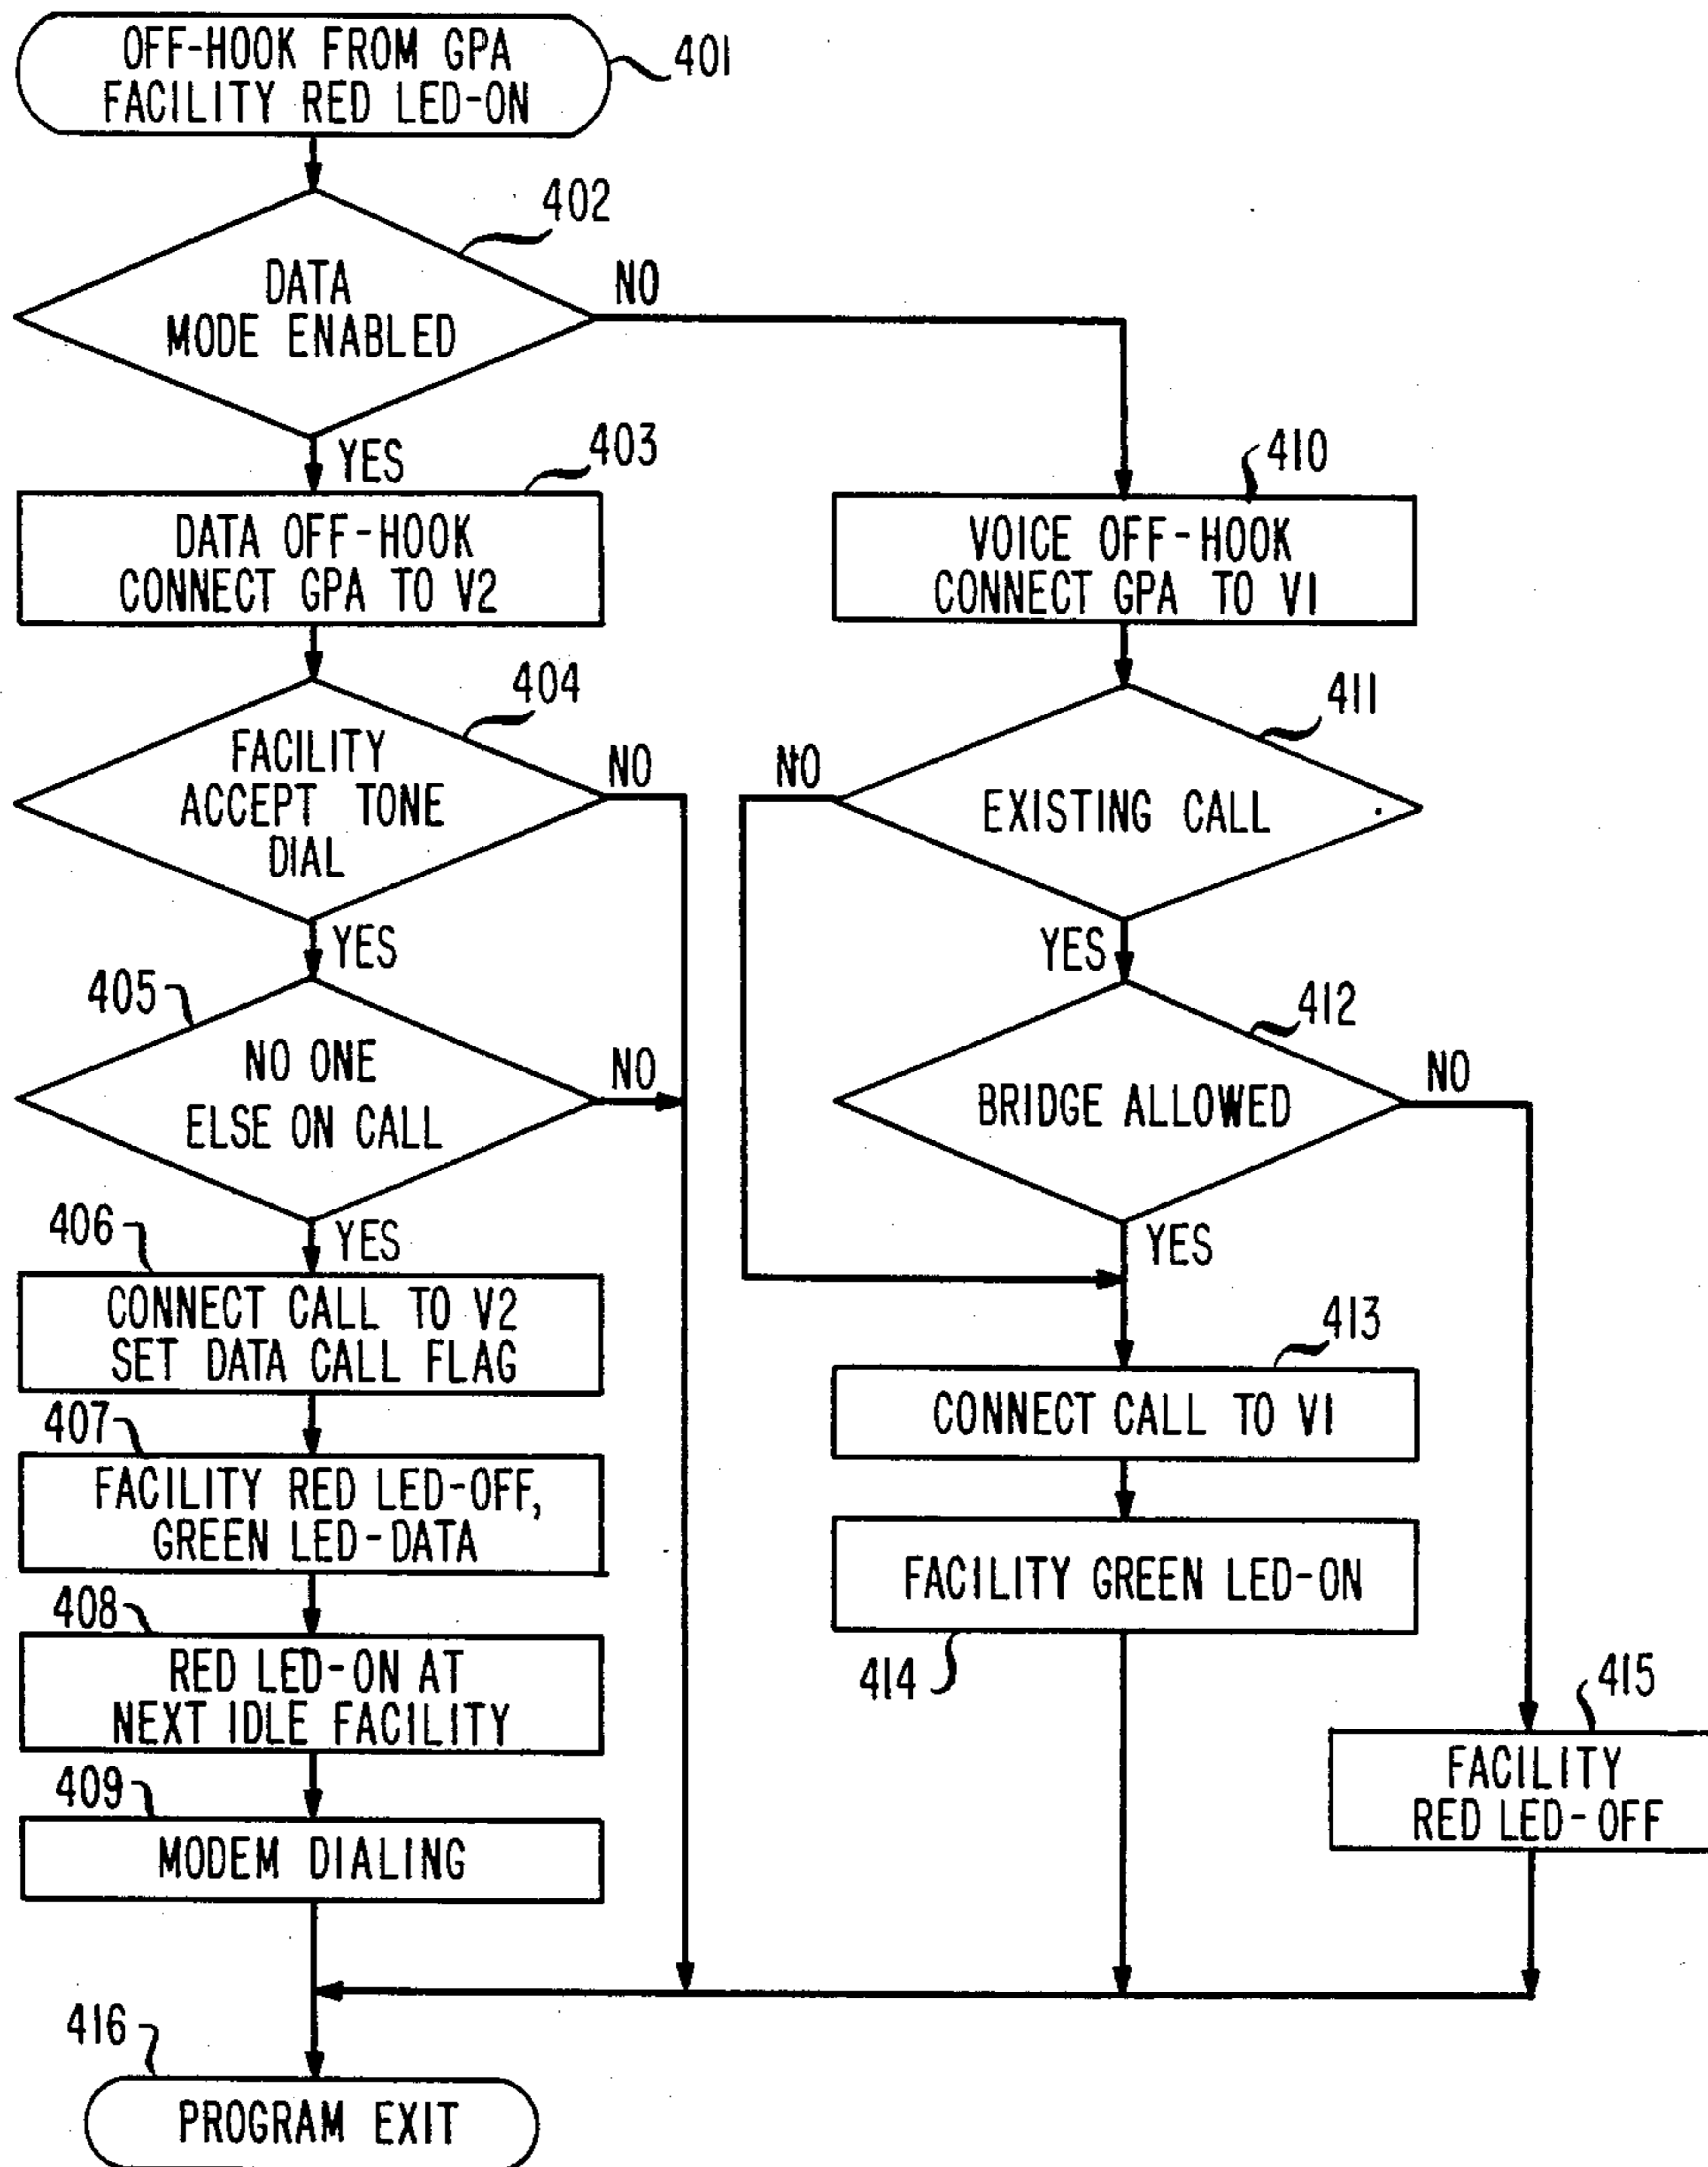 OFF-HOOK FROM GPA
FACILITY RED LED-ON
401
402
DATA
MODE ENABLED
NO
YES
403
DATA OFF-HOOK
CONNECT GPA TO V2
404
FACILITY
ACCEPT TONE
DIAL
NO
YES
405
NO ONE
ELSE ON CALL
NO
YES
406
CONNECT CALL TO V2
SET DATA CALL FLAG
407
FACILITY RED LED-OFF,
GREEN LED-DATA
408
RED LED-ON AT
NEXT IDLE FACILITY
409
MODEM DIALING
410
VOICE OFF-HOOK
CONNECT GPA TO V1
411
NO
EXISTING CALL
YES
412
BRIDGE ALLOWED
NO
YES
413
CONNECT CALL TO V1
FACILITY GREEN LED-ON
414
415
FACILITY
RED LED-OFF
416
PROGRAM EXIT